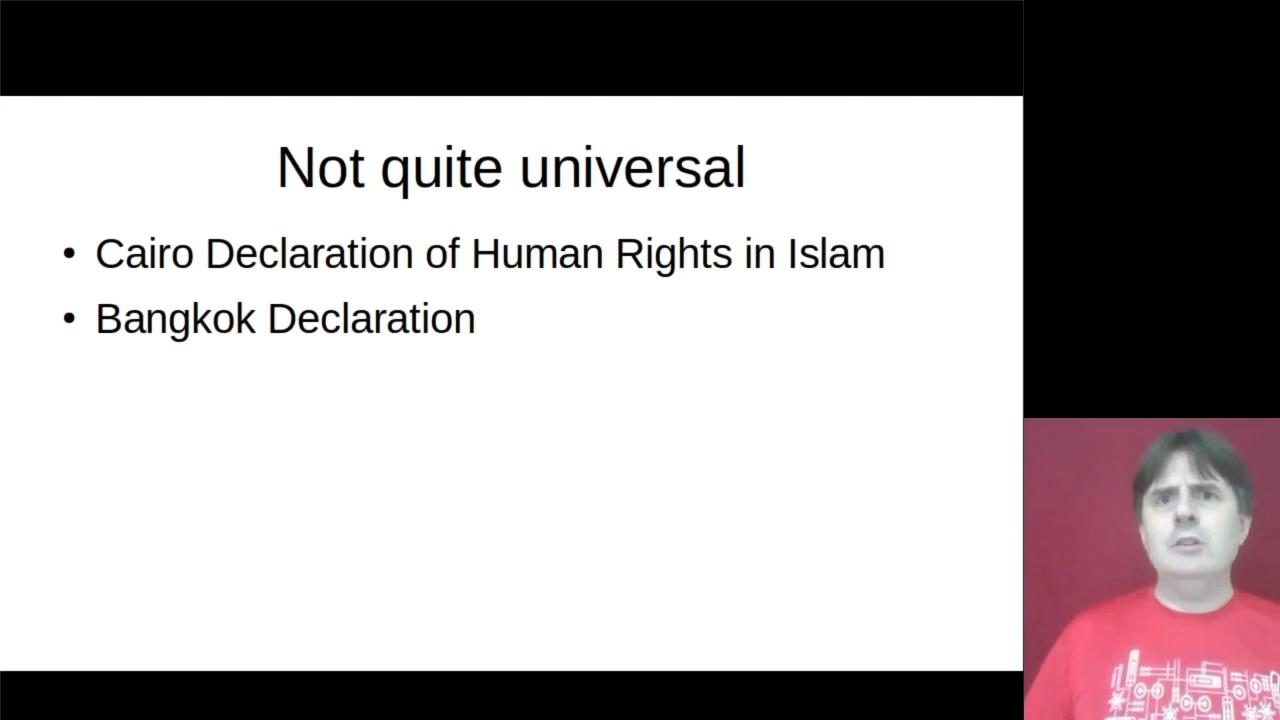 Not quite universal
• Cairo Declaration of Human Rights in Islam
• Bangkok Declaration